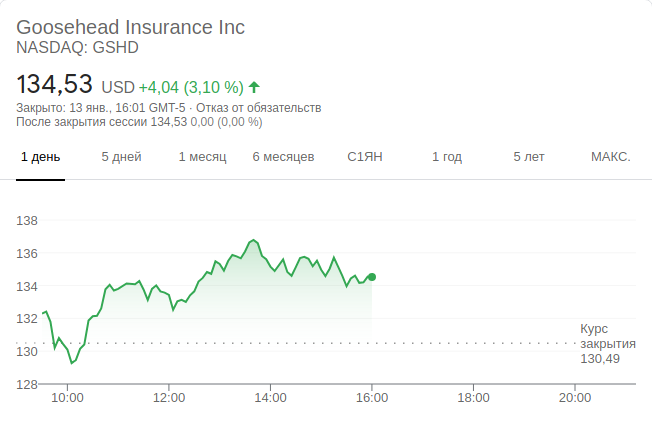 Goosehead Insurance Inc
NASDAQ: GSHD
134,53 USD +4,04 (3,10 %)
Закрыто: 13 янв., 16:01 GMT-5 · Отказ от обязательств
После закрытия сессии 134,53 0,00 (0,00 %)
1 день 5 дней 1 месяц 6 месяцев С1ЯН 1 год 5 лет МАКС.
138
136
134
132
Курс
закрытия
130,49
130
128
10:00 12:00 14:00 16:00 18:00 20:00